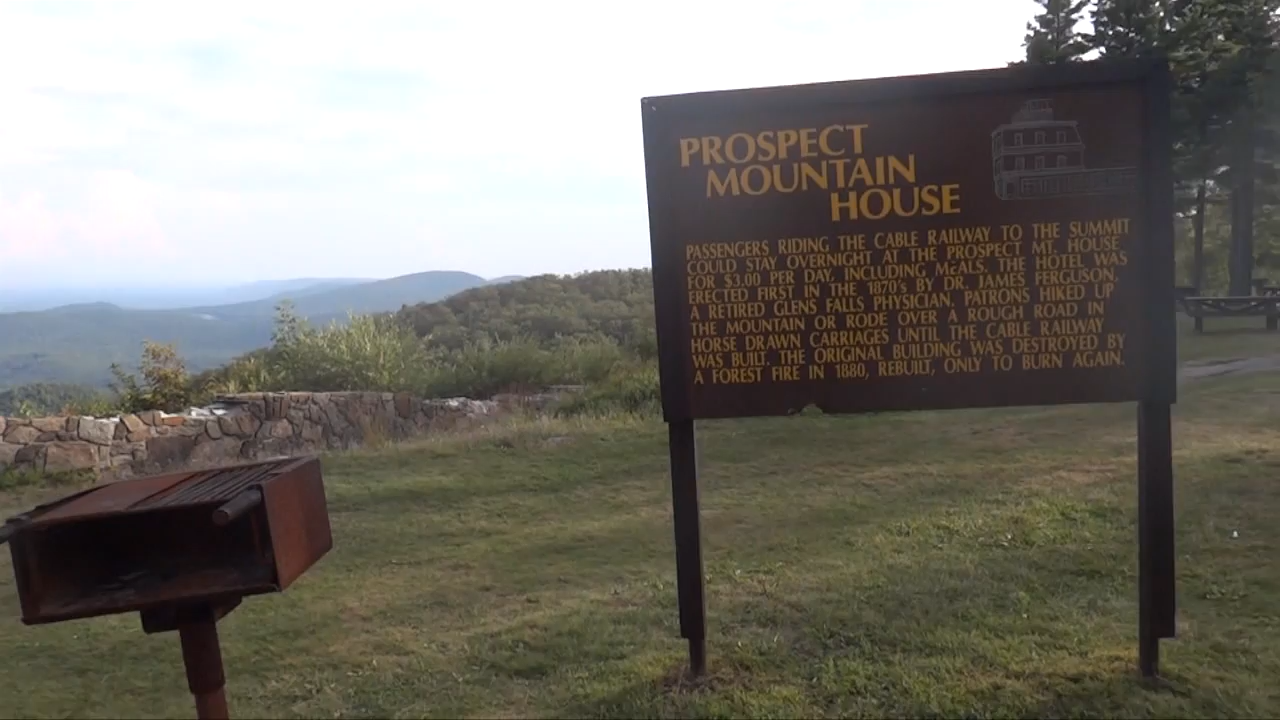 PROSPECT
MOUNTAIN
HOUSE
PASSENGERS RIDING THE CABLE RAILWAY TO THE SUMMIT
COULD STAY OVERNIGHT AT THE PROSPECT MT. HOUSE
FOR $3.00 PER DAY, INCLUDING MEALS. THE HOTEL WAS
ERECTED FIRST IN THE 1870's BY DR. JAMES FERGUSON,
A RETIRED GLENS FALLS PHYSICIAN. PATRONS HIKED UP
THE MOUNTAIN OR RODE OVER A ROUGH ROAD IN
HORSE DRAWN CARRIAGES UNTIL THE CABLE RAILWAY
WAS BUILT. THE ORIGINAL BUILDING WAS DESTROYED BY
A FOREST FIRE IN 1880, REBUILT, ONLY TO BURN AGAIN.